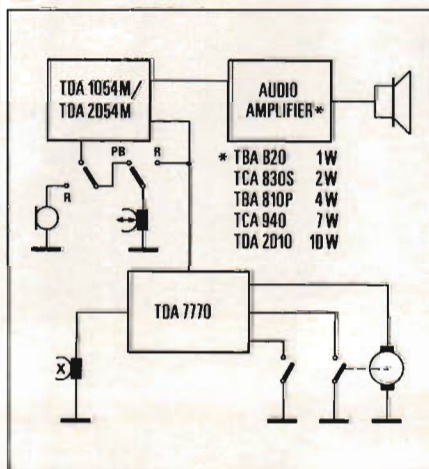 TDA 1054M/
TDA 2054M
AUDIO
AMPLIFIER*
PB
R
R
* TBA 820 1W
TCA 830S 2W
TBA 810P 4W
TCA 940 7W
TDA 2010 10W
TDA 7770
X